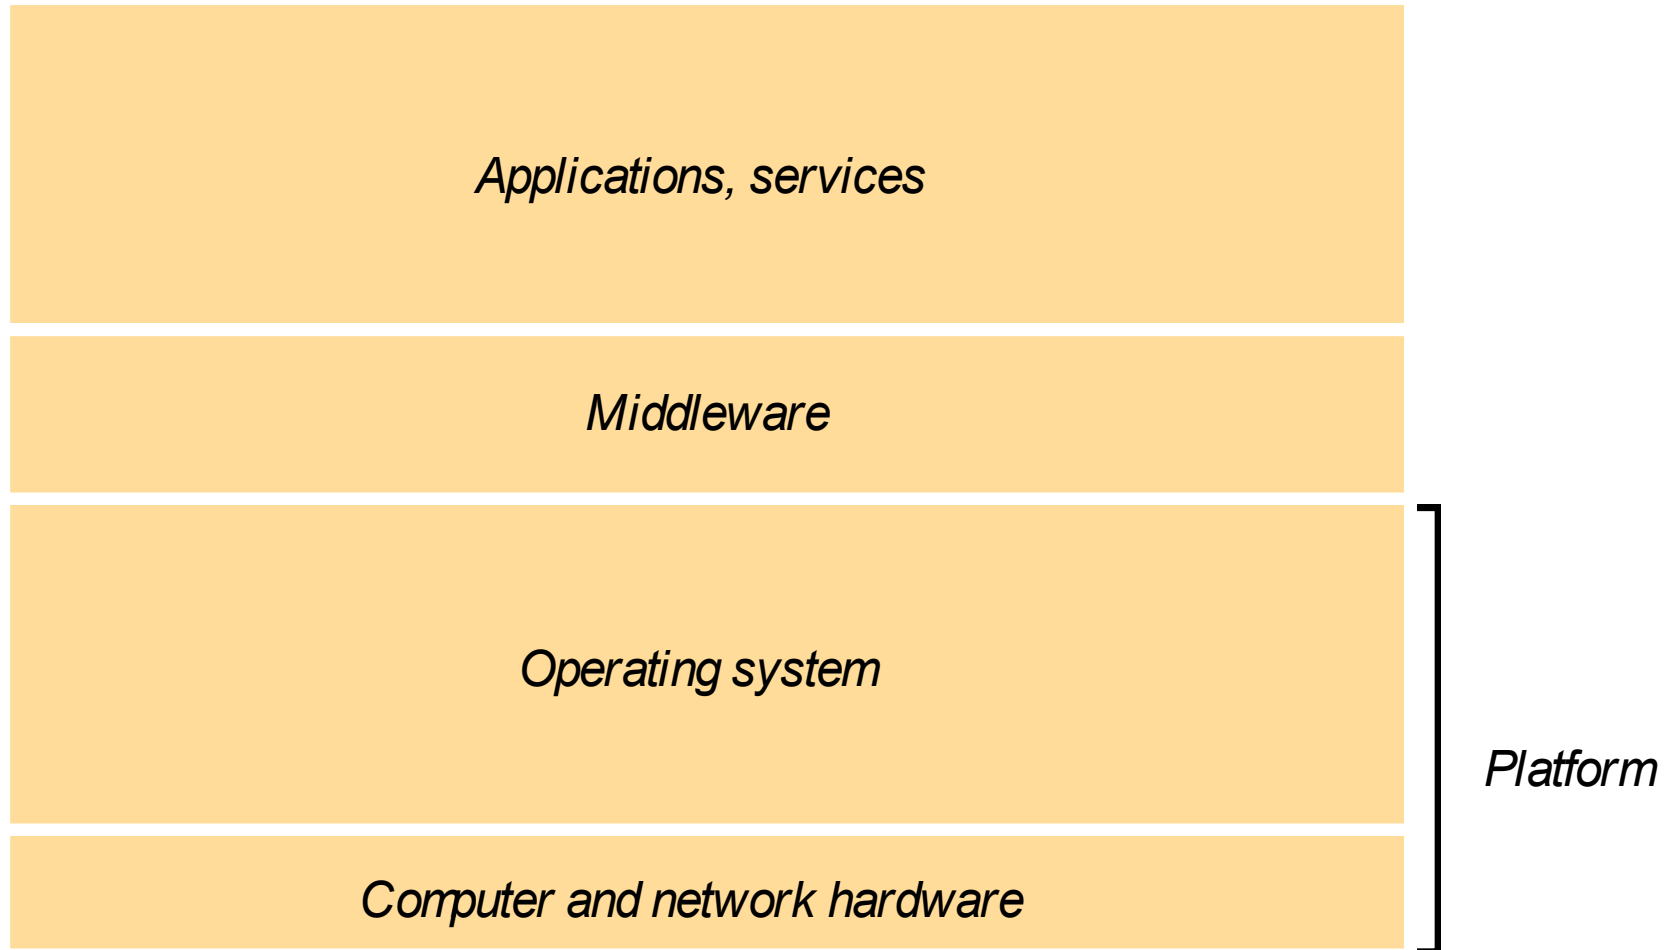 Applications, services
Middleware
Operating system
Platform
Computer and network hardware